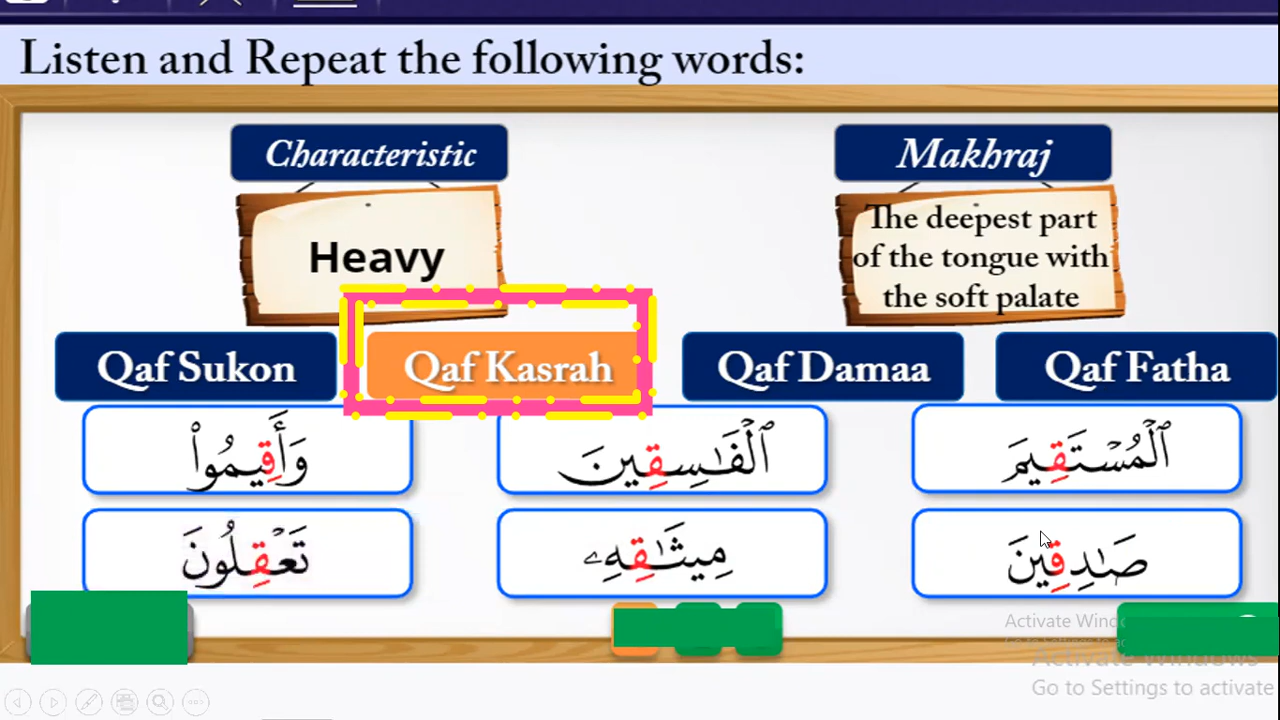 Listen and Repeat the following words:
Characteristic
Makhraj
Heavy
The deepest part
of the tongue with
the soft palate
Qaf Sukon
Qaf Kasrah
Qaf Damaa
Qaf Fatha
ٱلْمُسْتَقِيمَ
ٱلْفَـٰسِقِينَ
وَأَقِيمُوا۟
صَـٰدِقِينَ
مِيثَـٰقِهِۦ
تَعْقِلُونَ
Activate Windows
Go to Settings to activate